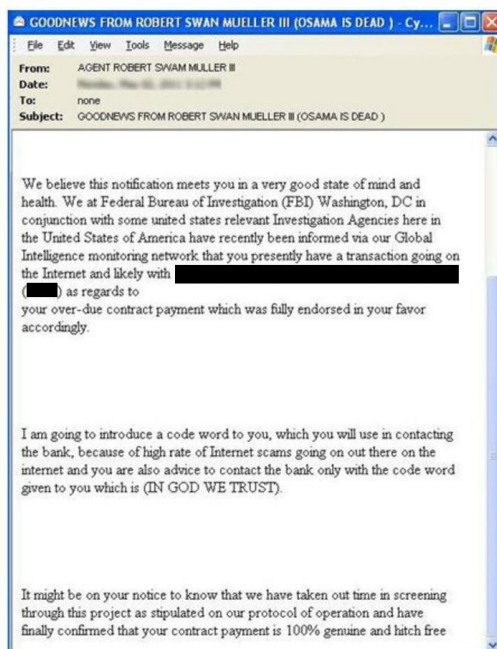 GOODNEWS FROM ROBERT SWAN MUELLER III (OSAMA IS DEAD ) - Cy...
File Edit View Tools Message Help
From: AGENT ROBERT SWAM MULLER III
Date:
To: none
Subject: GOODNEWS FROM ROBERT SWAN MUELLER III (OSAMA IS DEAD )
We believe this notification meets you in a very good state of mind and
health. We at Federal Bureau of Investigation (FBI) Washington, DC in
conjunction with some united states relevant Investigation Agencies here in
the United States of America have recently been informed via our Global
Intelligence monitoring network that you presently have a transaction going on
the Internet and likely with
( ) as regards to
your over-due contract payment which was fully endorsed in your favor
accordingly.
I am going to introduce a code word to you, which you will use in contacting
the bank, because of high rate of Internet scams going on out there on the
internet and you are also advice to contact the bank only with the code word
given to you which is (IN GOD WE TRUST).
It might be on your notice to know that we have taken out time in screening
through this project as stipulated on our protocol of operation and have
finally confirmed that your contract payment is 100% genuine and hitch free